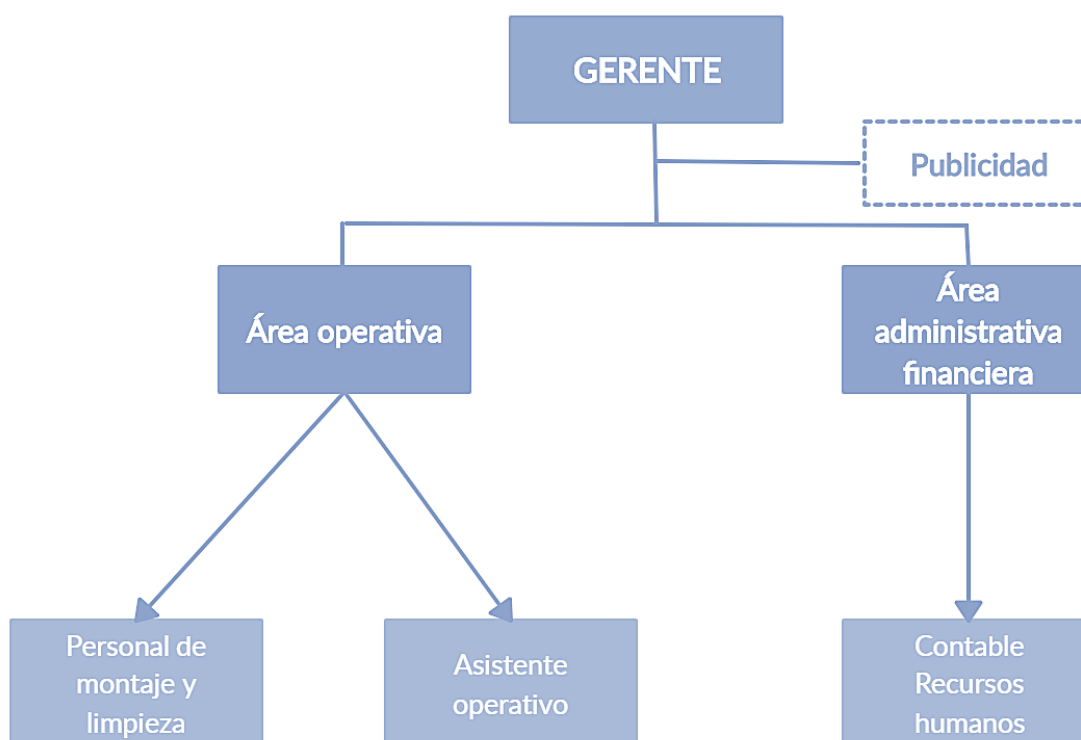 GERENTE
Publicidad
Área operativa
Área
administrativa
financiera
Personal de
montaje y
limpieza
Asistente
operativo
Contable
Recursos
humanos